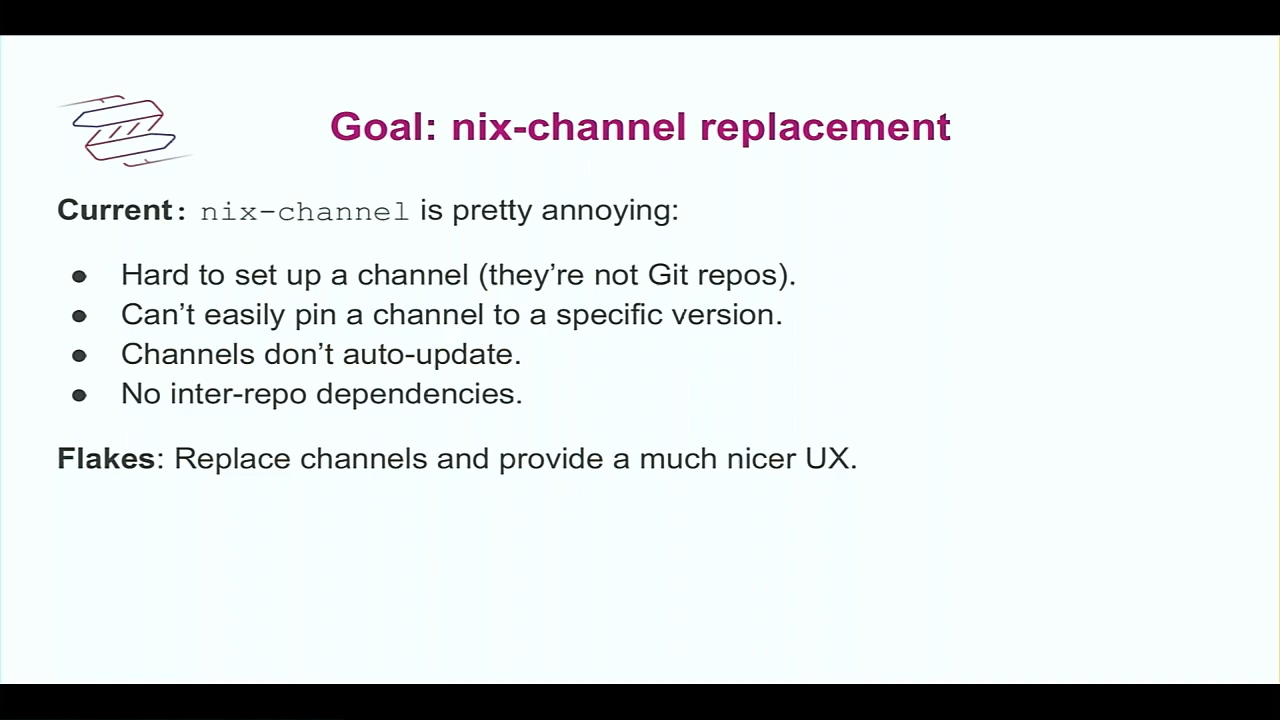 Goal: nix-channel replacement
Current: nix-channel is pretty annoying:
● Hard to set up a channel (they’re not Git repos).
● Can’t easily pin a channel to a specific version.
● Channels don’t auto-update.
● No inter-repo dependencies.
Flakes: Replace channels and provide a much nicer UX.